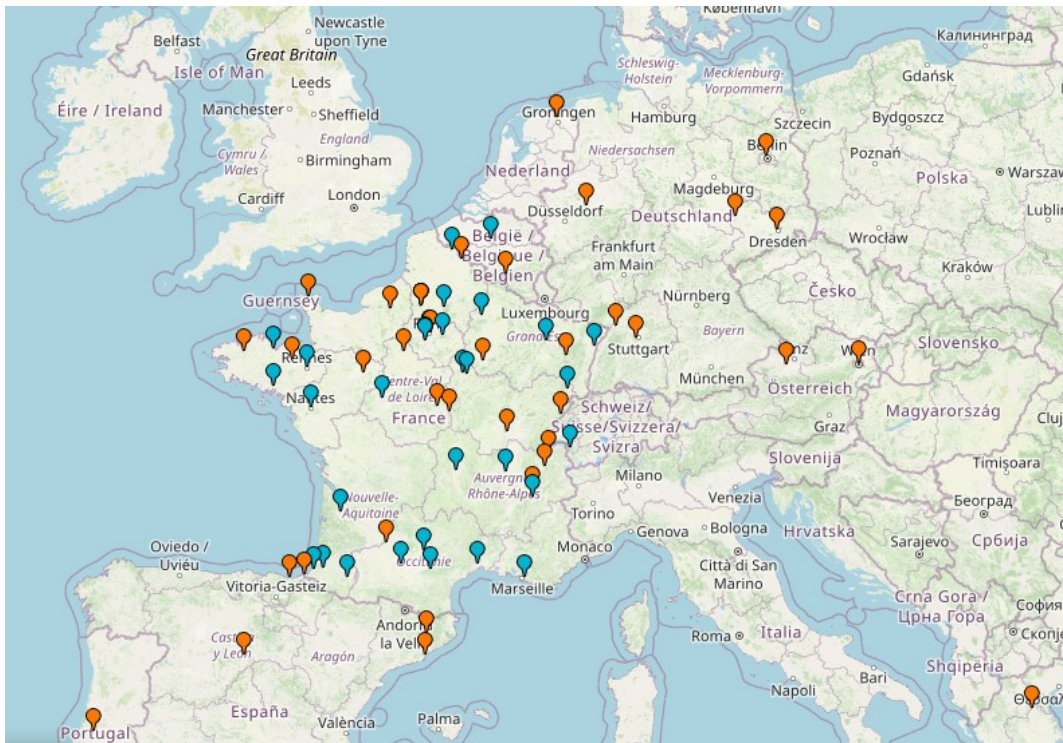 København
Newcastle
upon Tyne
Калининград
Belfast
Great Britain
Isle of Man
Leeds
Schleswig-
Holstein
Mecklenburg-
Vorpommern
Gdańsk
Éire / Ireland
Manchester
Sheffield
Groningen
Hamburg
Szczecin
Bydgoszcz
England
Niedersachsen
Berlin
Cymru /
Wales
Birmingham
Nederland
Poznań
Warszaw
Magdeburg
Polska
Cardiff
London
Düsseldorf
Deutschland
Lublin
België /
Belgique /
Belgien
Dresden
Wrocław
Frankfurt
am Main
Kraków
Guernsey
Česko
Luxembourg
Nürnberg
Grand Est
Rennes
Stuttgart
Bayern
Slovensko
Wien
München
Österreich
Centre-Val
de Loire
Nantes
France
Schweiz/
Suisse/Svizzera/
Svizra
Magyarország
Graz
Cluj
Slovenija
Auvergne-
Rhône-Alpes
Milano
Timișoara
Nouvelle-
Aquitaine
Venezia
Torino
Hrvatska
Београд
Genova
Bologna
Oviedo /
Uviéu
Monaco
Sarajevo
Србија
Occitanie
Città di San
Marino
Vitoria-Gasteiz
Marseille
Crna Gora /
Црна Гора
София
Andorra
la Vella
Roma
Italia
Скопје
Castilla
y León
Aragón
Shqipëria
Bari
España
Napoli
València
Palma
Portugal